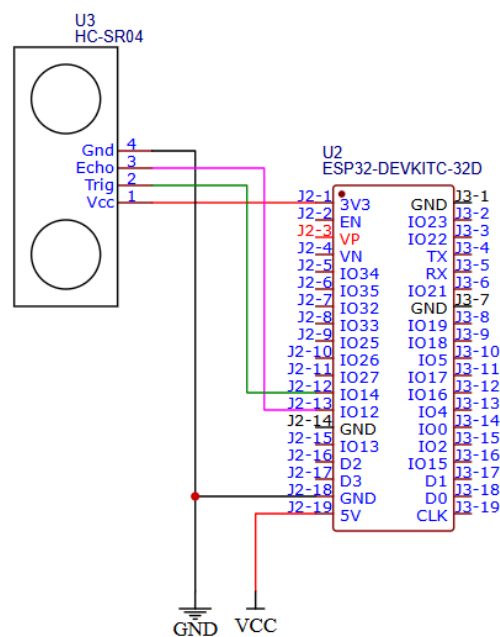 U3
HC-SR04
Gnd 4
Echo 3
Trig 2
Vcc 1
U2
ESP32-DEVKITC-32D
J2-1 3V3 GND J3-1
J2-2 EN IO23 J3-2
J2-3 VP IO22 J3-3
J2-4 VN TX J3-4
J2-5 IO34 RX J3-5
J2-6 IO35 IO21 J3-6
J2-7 IO32 GND J3-7
J2-8 IO33 IO19 J3-8
J2-9 IO25 IO18 J3-9
J2-10 IO26 IO5 J3-10
J2-11 IO27 IO17 J3-11
J2-12 IO14 IO16 J3-12
J2-13 IO12 IO4 J3-13
J2-14 GND IO0 J3-14
J2-15 IO13 IO2 J3-15
J2-16 D2 IO15 J3-16
J2-17 D3 D1 J3-17
J2-18 GND D0 J3-18
J2-19 5V CLK J3-19
GND
VCC